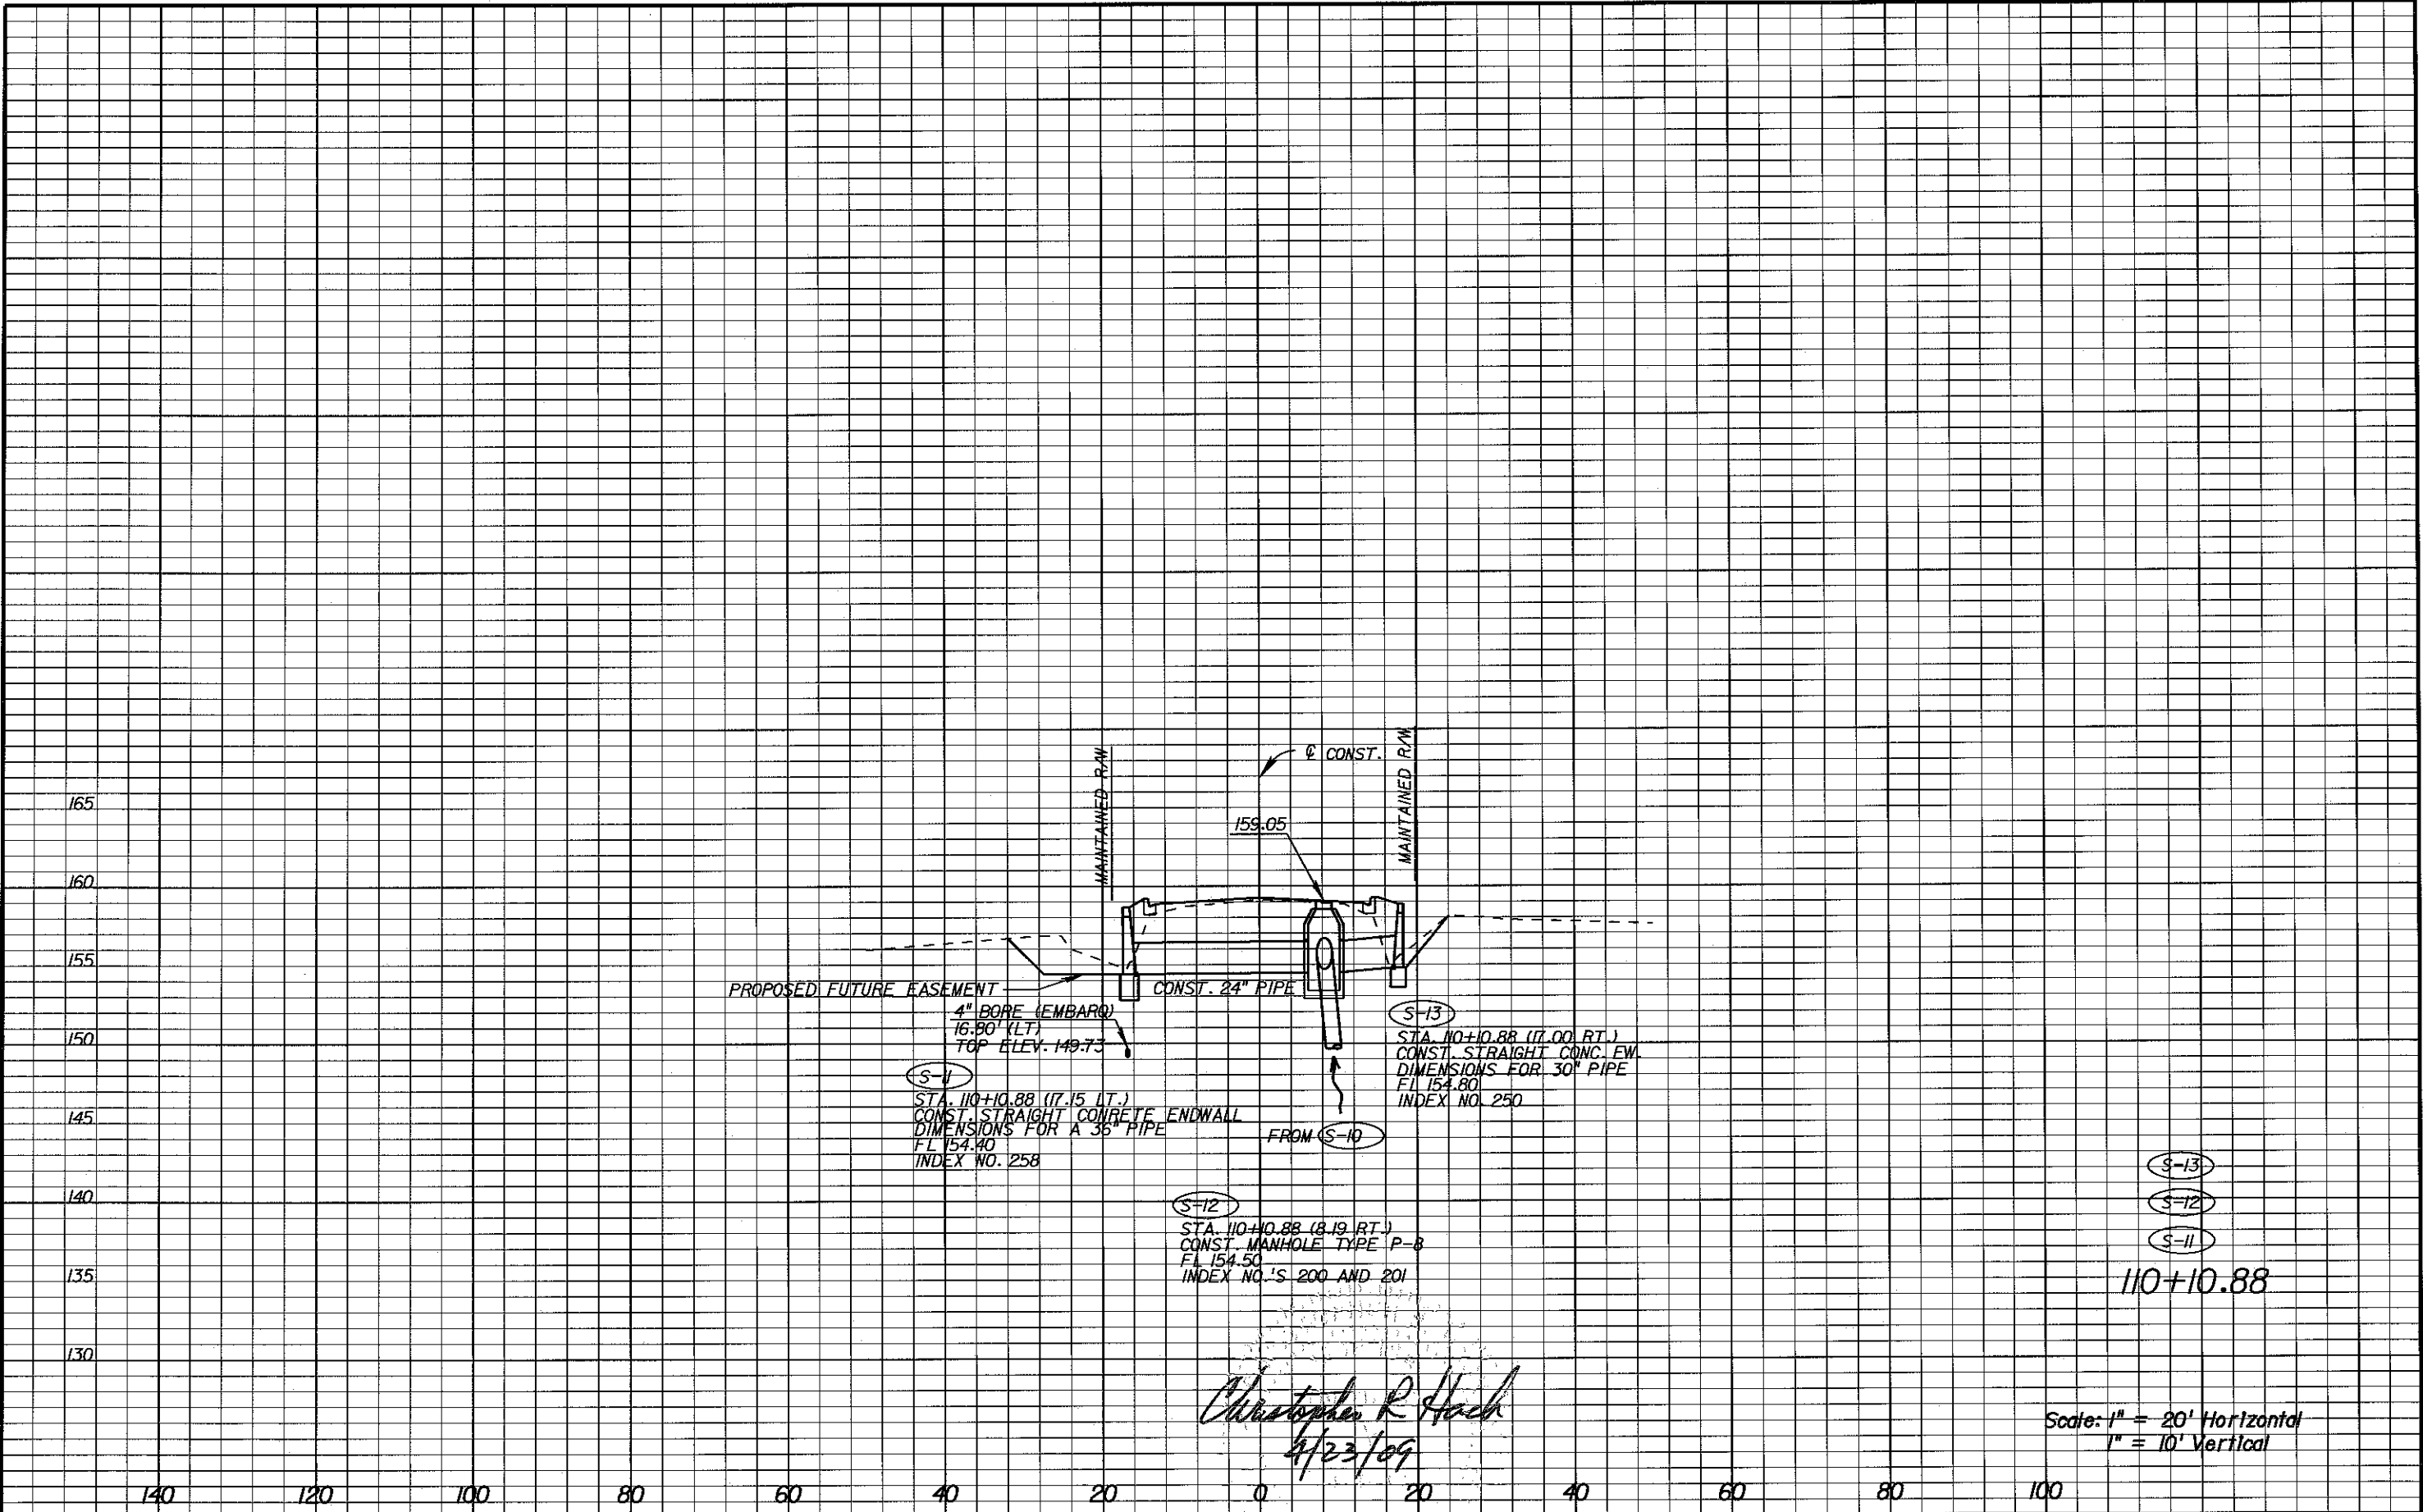 MAINTAINED R/W
℄ CONST.
MAINTAINED R/W
165
159.05
160
155
PROPOSED FUTURE EASEMENT
CONST. 24" PIPE
4" BORE (EMBARQ)
16.80' (LT)
TOP ELEV. 149.73
150
S-13
STA. 110+10.88 (17.00 RT.)
CONST. STRAIGHT CONC. EW.
DIMENSIONS FOR 30" PIPE
FL 154.80
INDEX NO. 250
S-11
STA. 110+10.88 (17.15 LT.)
CONST. STRAIGHT CONRETE ENDWALL
DIMENSIONS FOR A 36" PIPE
FL 154.40
INDEX NO. 258
145
FROM S-10
140
S-12
STA. 110+10.88 (8.19 RT.)
CONST. MANHOLE TYPE P-8
FL 154.50
INDEX NO.'S 200 AND 201
S-13
S-12
S-11
110+10.88
135
130
Christopher R Hach
4/23/09
Scale: 1" = 20' Horizontal
1" = 10' Vertical
140 120 100 80 60 40 20 0 20 40 60 80 100